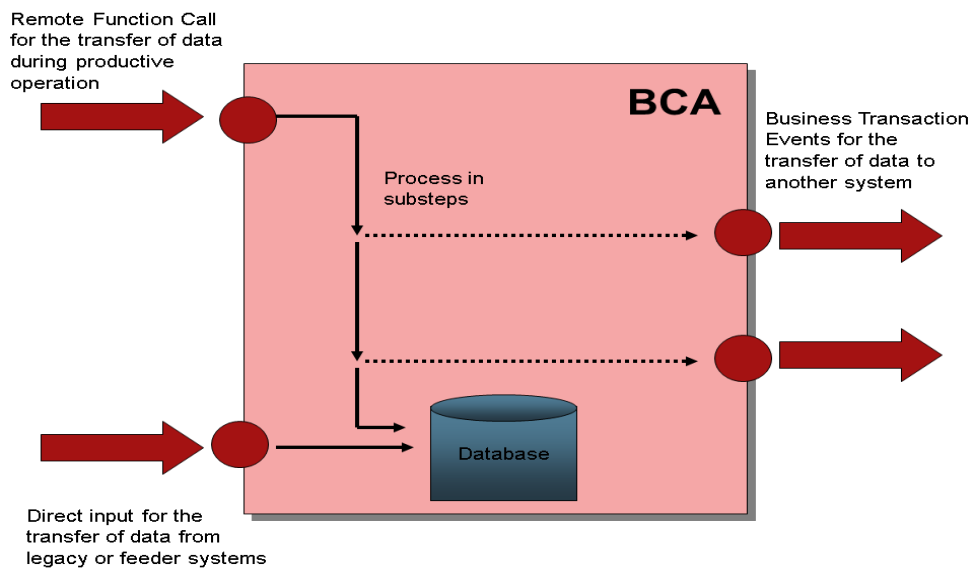 Remote Function Call
for the transfer of data
during productive
operation
BCA
Business Transaction
Events for the
transfer of data to
another system
Process in
substeps
Database
Direct input for the
transfer of data from
legacy or feeder systems